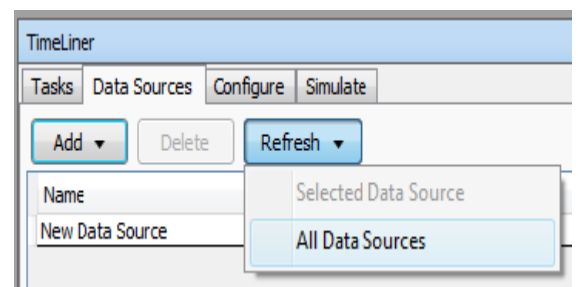 TimeLiner
Tasks Data Sources Configure Simulate
Add Delete Refresh
Name Selected Data Source
New Data Source All Data Sources